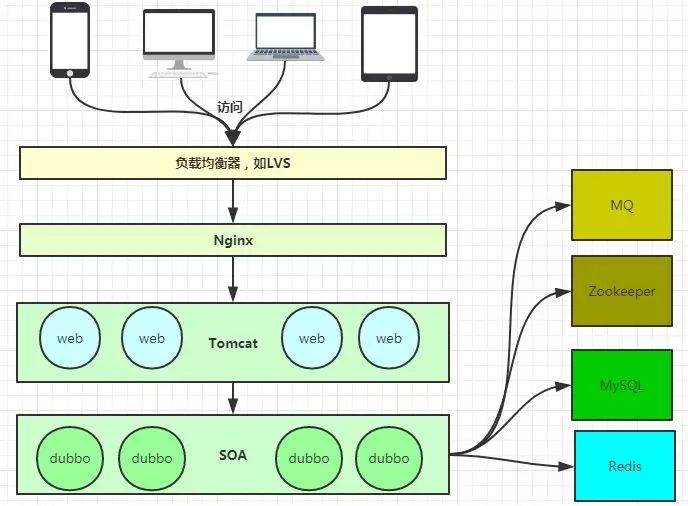 访问
负载均衡器，如LVS
Nginx
web
web
Tomcat
web
web
dubbo
dubbo
SOA
dubbo
dubbo
MQ
Zookeeper
MySQL
Redis